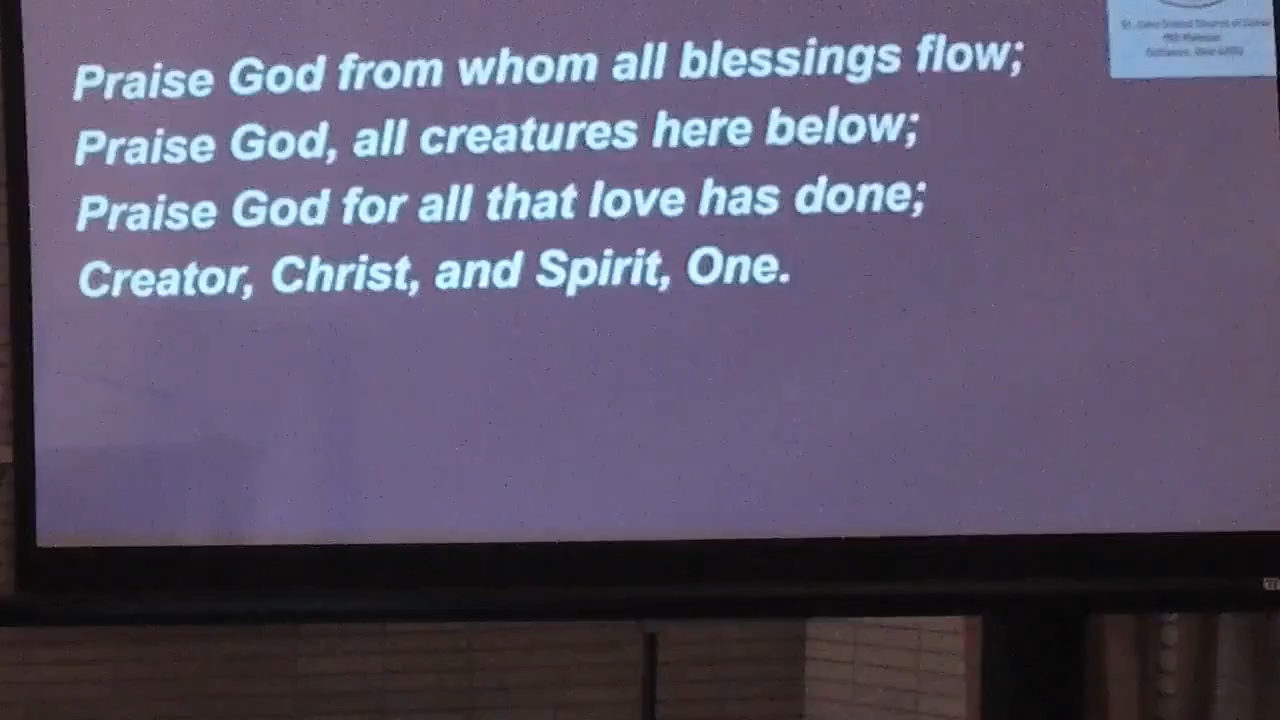 Praise God from whom all blessings flow;
Praise God, all creatures here below;
Praise God for all that love has done;
Creator, Christ, and Spirit, One.